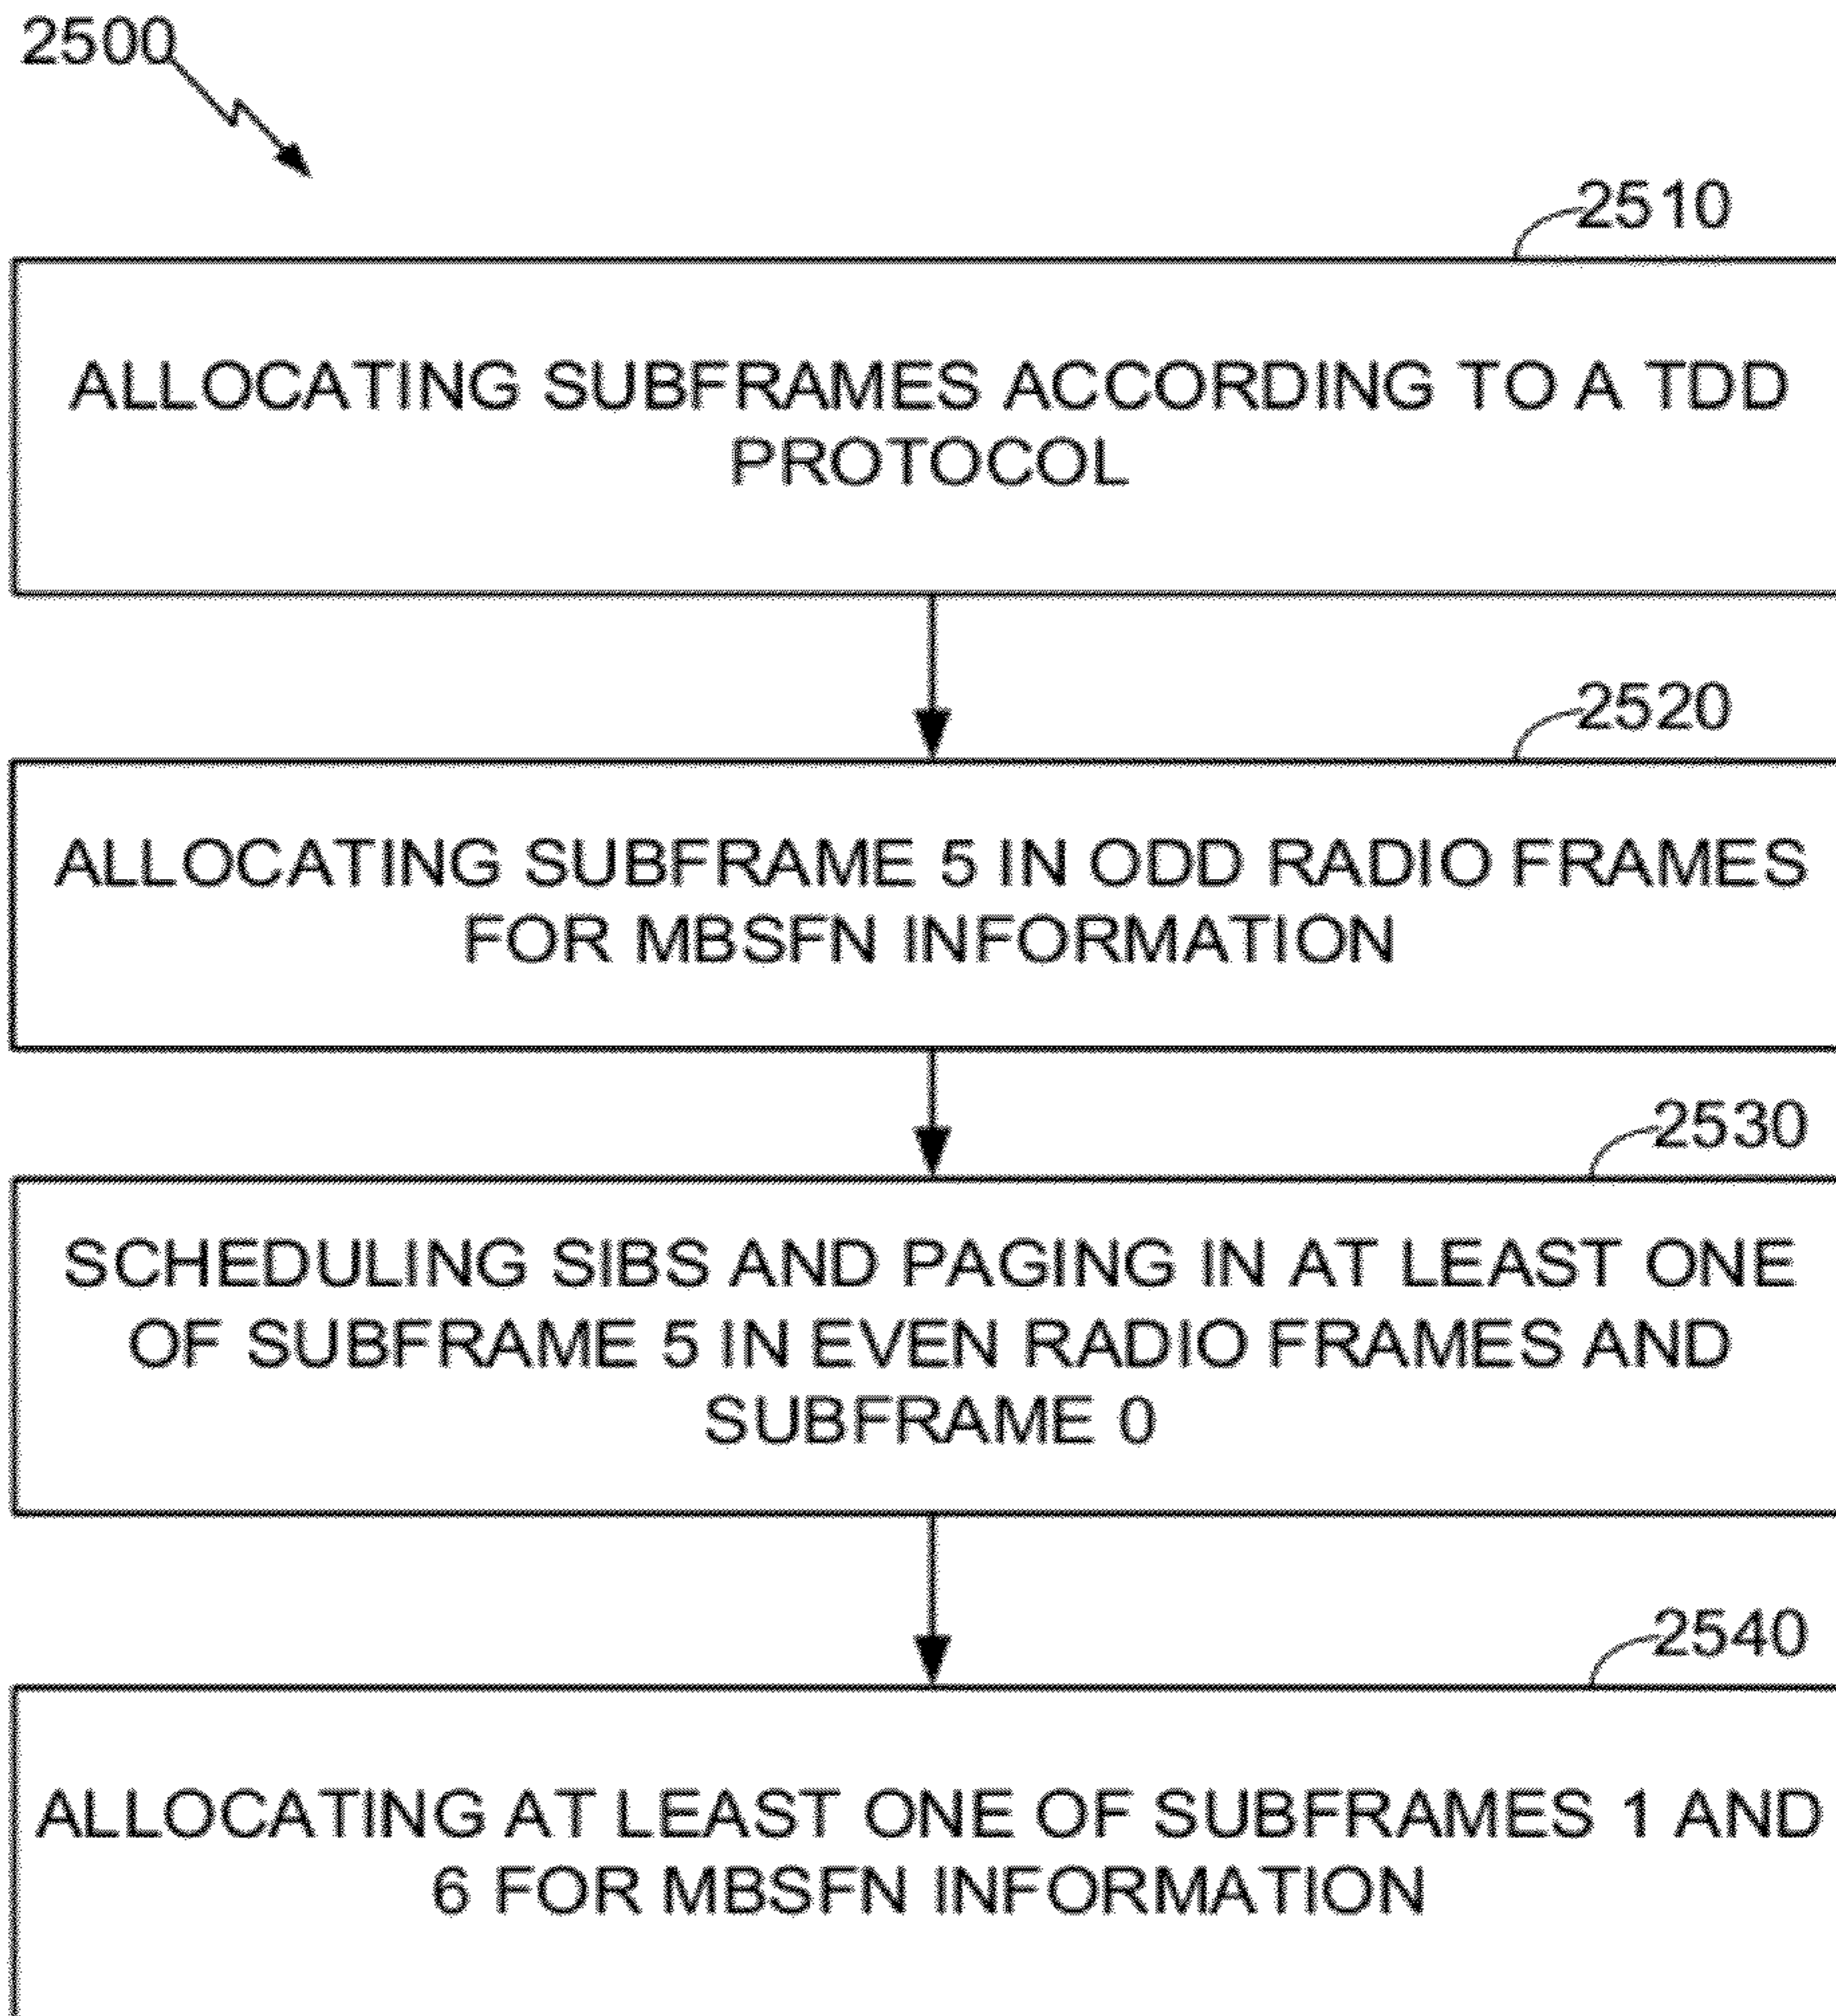 2500
2510
ALLOCATING SUBFRAMES ACCORDING TO A TDD
PROTOCOL
2520
ALLOCATING SUBFRAME 5 IN ODD RADIO FRAMES
FOR MBSFN INFORMATION
2530
SCHEDULING SIBS AND PAGING IN AT LEAST ONE
OF SUBFRAME 5 IN EVEN RADIO FRAMES AND
SUBFRAME 0
2540
ALLOCATING AT LEAST ONE OF SUBFRAMES 1 AND
6 FOR MBSFN INFORMATION